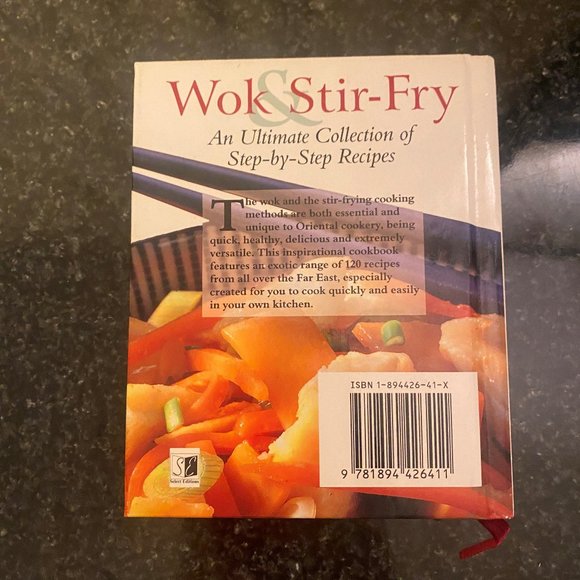 Wok & Stir-Fry
An Ultimate Collection of
Step-by-Step Recipes
The wok and the stir-frying cooking
methods are both essential and
unique to Oriental cookery, being
quick, healthy, delicious and extremely
versatile. This inspirational cookbook
features an exotic range of 120 recipes
from all over the Far East, especially
created for you to cook quickly and easily
in your own kitchen.
ISBN 1-894426-41-X
9 781894 426411
SE
Select Editions